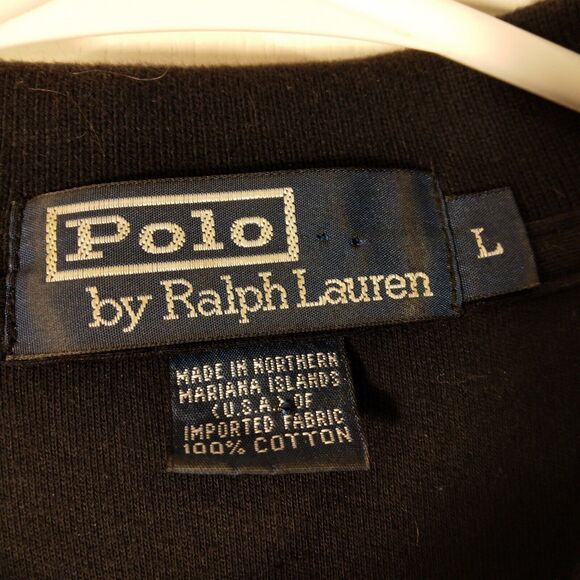 Polo
by Ralph Lauren
L
MADE IN NORTHERN
MARIANA ISLANDS
(U.S.A.) OF
IMPORTED FABRIC
100% COTTON